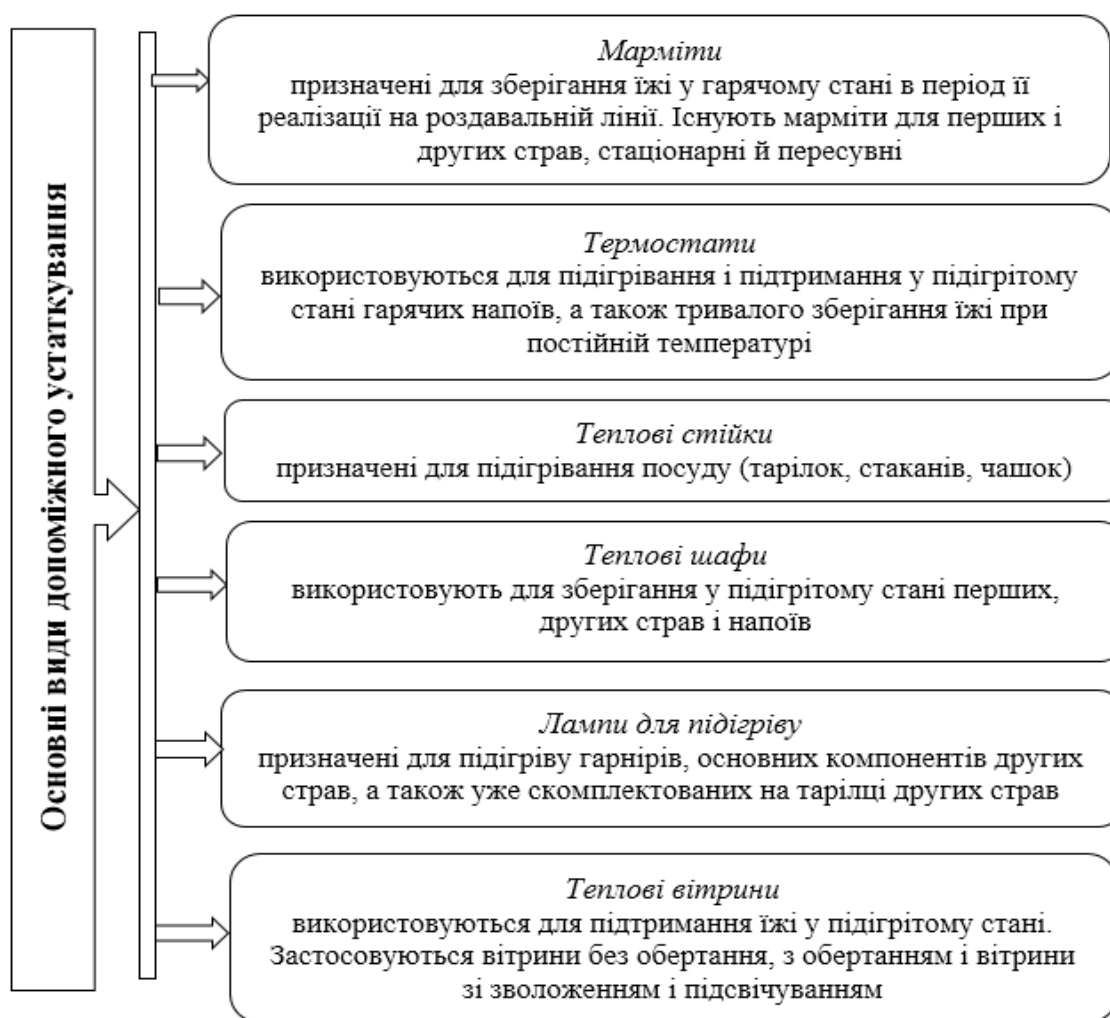 Основні види допоміжного устаткування
Марміти
призначені для зберігання їжі у гарячому стані в період її
реалізації на роздавальній лінії. Існують марміти для перших і
других страв, стаціонарні й пересувні
Термостати
використовуються для підігрівання і підтримання у підігрітому
стані гарячих напоїв, а також тривалого зберігання їжі при
постійній температурі
Теплові стійки
призначені для підігрівання посуду (тарілок, стаканів, чашок)
Теплові шафи
використовують для зберігання у підігрітому стані перших,
других страв і напоїв
Лампи для підігріву
призначені для підігріву гарнірів, основних компонентів других
страв, а також уже скомплектованих на тарілці других страв
Теплові вітрини
використовуються для підтримання їжі у підігрітому стані.
Застосовуються вітрини без обертання, з обертанням і вітрини
зі зволоженням і підсвічуванням